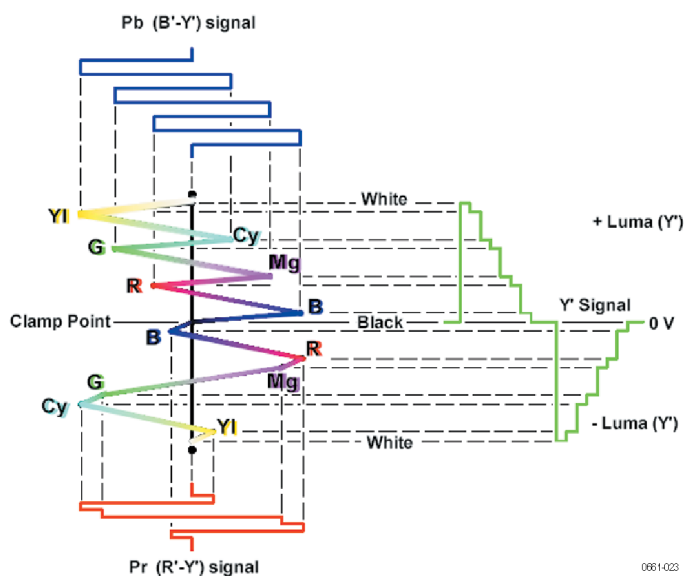 Pb (B'-Y') signal
White
Yl
+ Luma (Y')
Cy
G
Mg
R
B
Y' Signal
Clamp Point
Black
0 V
B
R
G
Mg
Cy
- Luma (Y')
Yl
White
Pr (R'-Y') signal
0661-023